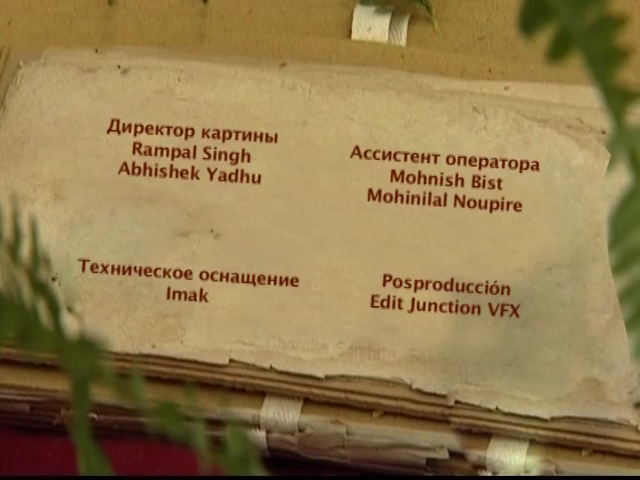 Директор картины
Rampal Singh
Abhishek Yadhu
Ассистент оператора
Mohnish Bist
Mohinilal Noupire
Техническое оснащение
Imak
Posproducción
Edit Junction VFX